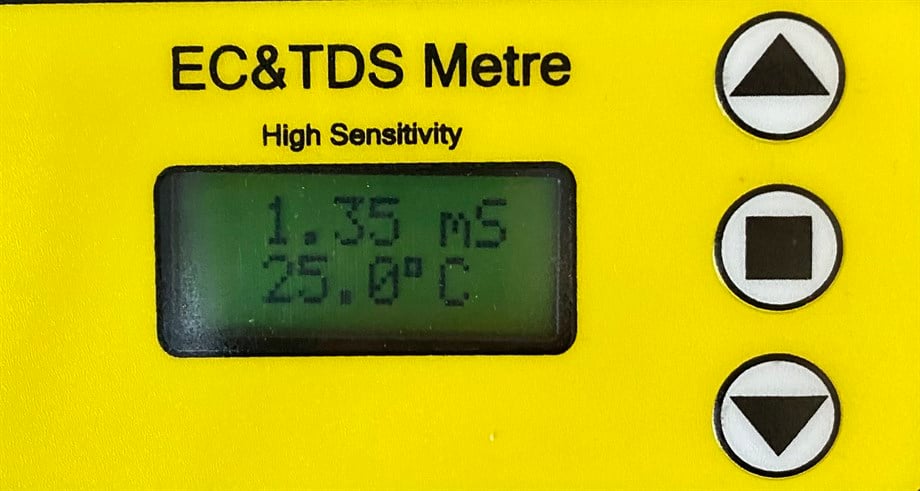 EC&TDS Metre
High Sensitivity
1.35 mS
25.0°C